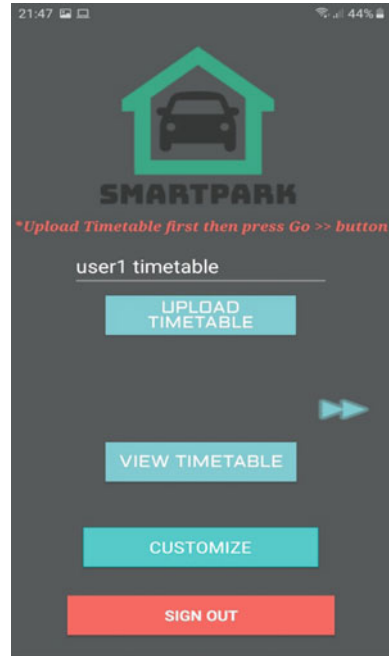 21:47 44%
SMARTPARK
*Upload Timetable first then press Go >> button
user1 timetable
UPLOAD
TIMETABLE
VIEW TIMETABLE
CUSTOMIZE
SIGN OUT